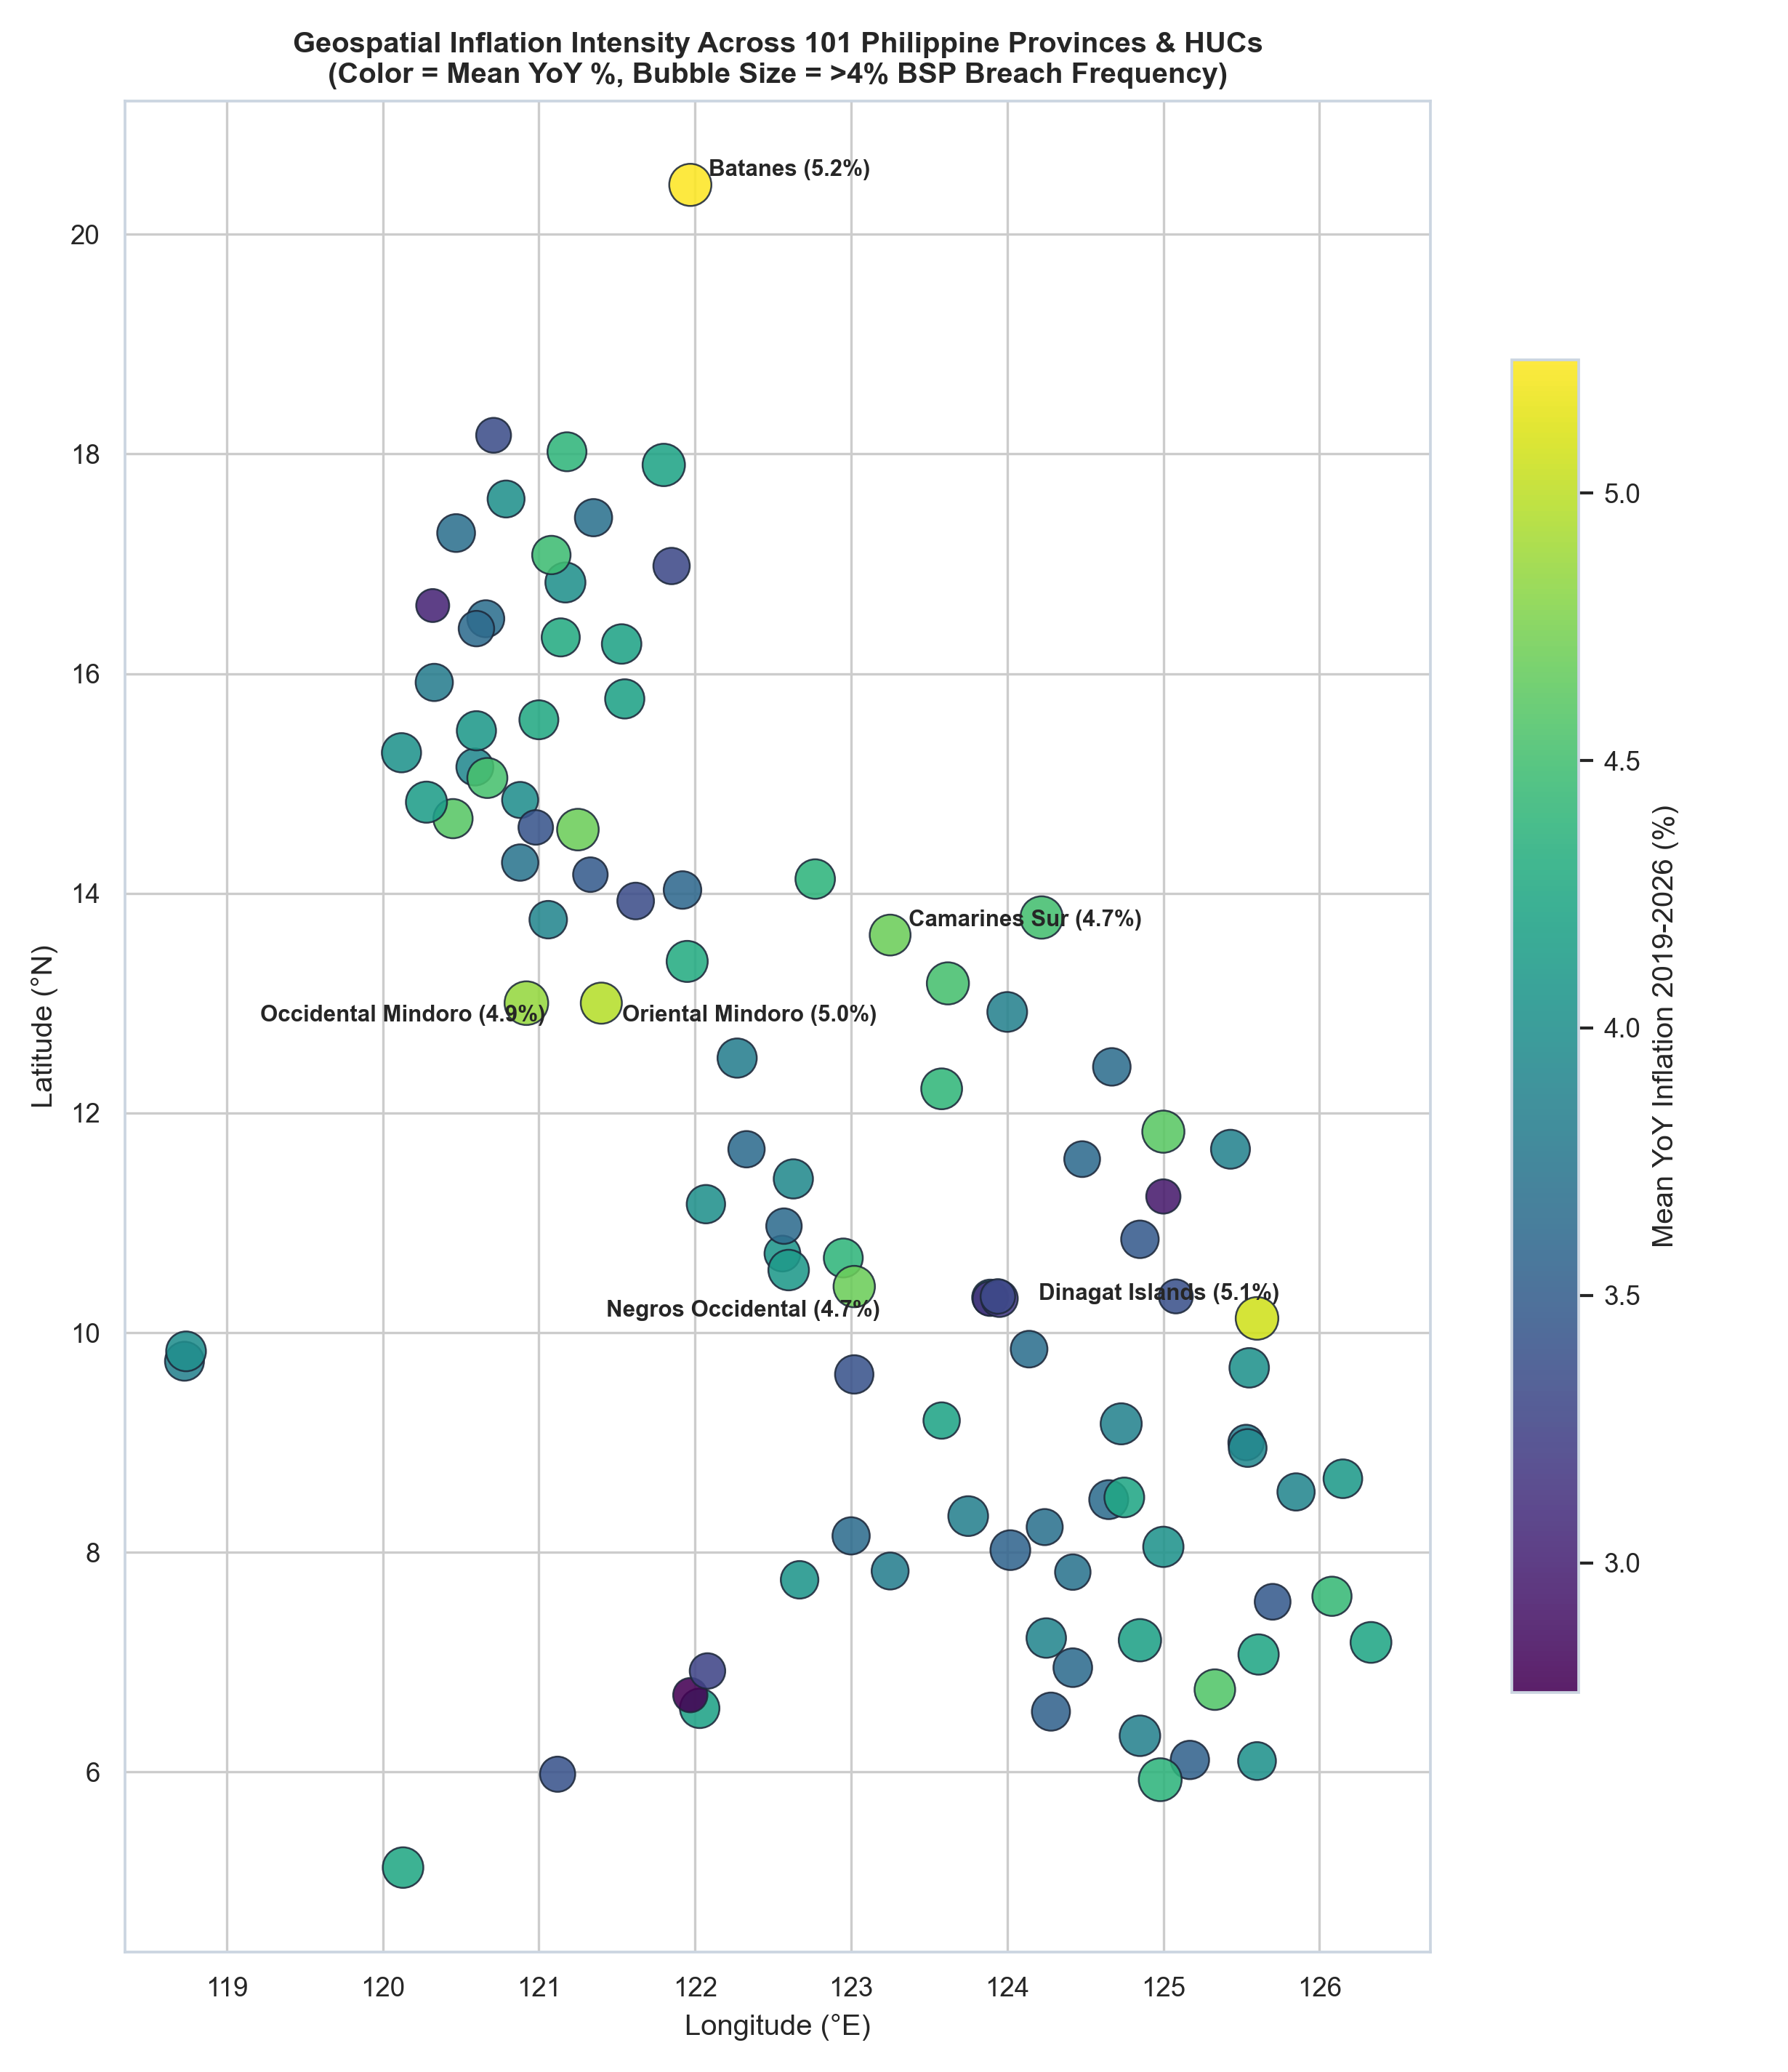 Geospatial Inflation Intensity Across 101 Philippine Provinces & HUCs
(Color = Mean YoY %, Bubble Size = >4% BSP Breach Frequency)
Batanes (5.2%)
Camarines Sur (4.7%)
Occidental Mindoro (4.9%)
Oriental Mindoro (5.0%)
Dinagat Islands (5.1%)
Negros Occidental (4.7%)
20
18
16
14
12
10
8
6
Latitude (°N)
119
120
121
122
123
124
125
126
Longitude (°E)
5.0
4.5
4.0
3.5
3.0
Mean YoY Inflation 2019-2026 (%)